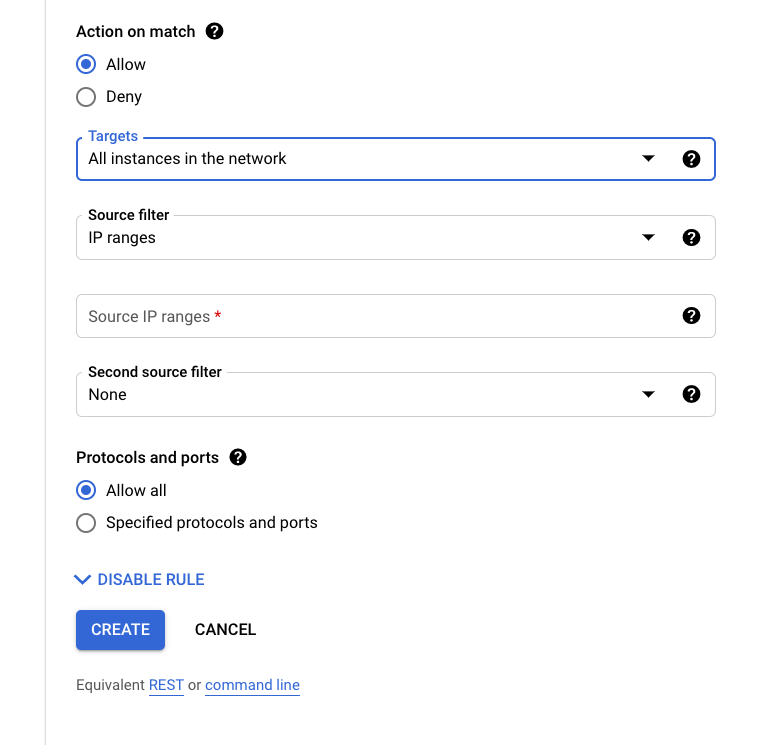 Action on match
Allow
Deny
Targets
All instances in the network
Source filter
IP ranges
Source IP ranges *
Second source filter
None
Protocols and ports
Allow all
Specified protocols and ports
DISABLE RULE
CREATE CANCEL
Equivalent REST or command line